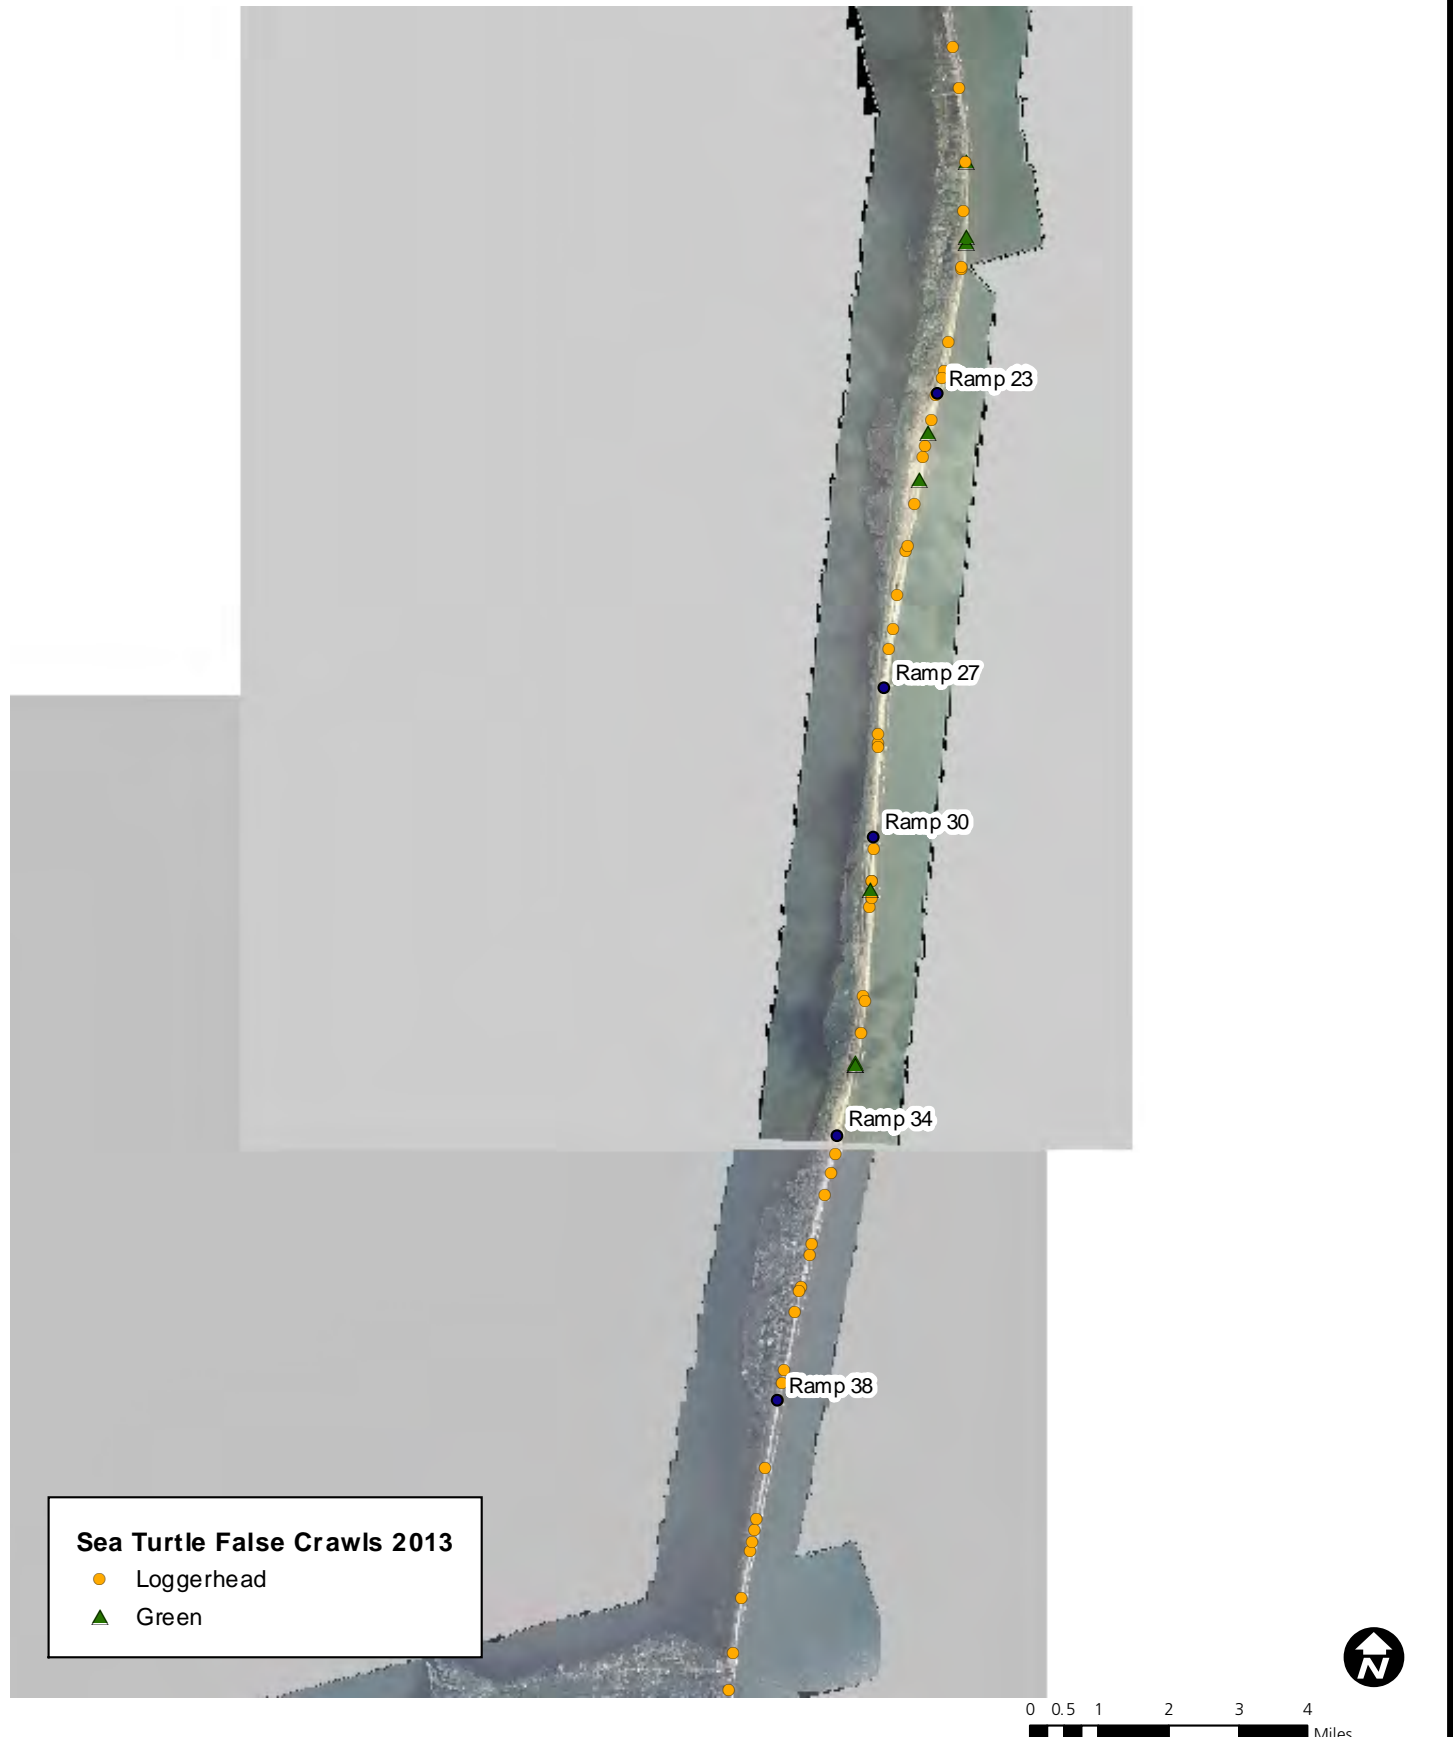 Ramp 23
Ramp 27
Ramp 30
Ramp 34
Ramp 38
Sea Turtle False Crawls 2013
Loggerhead
Green
N
0 0.5 1 2 3 4
Miles